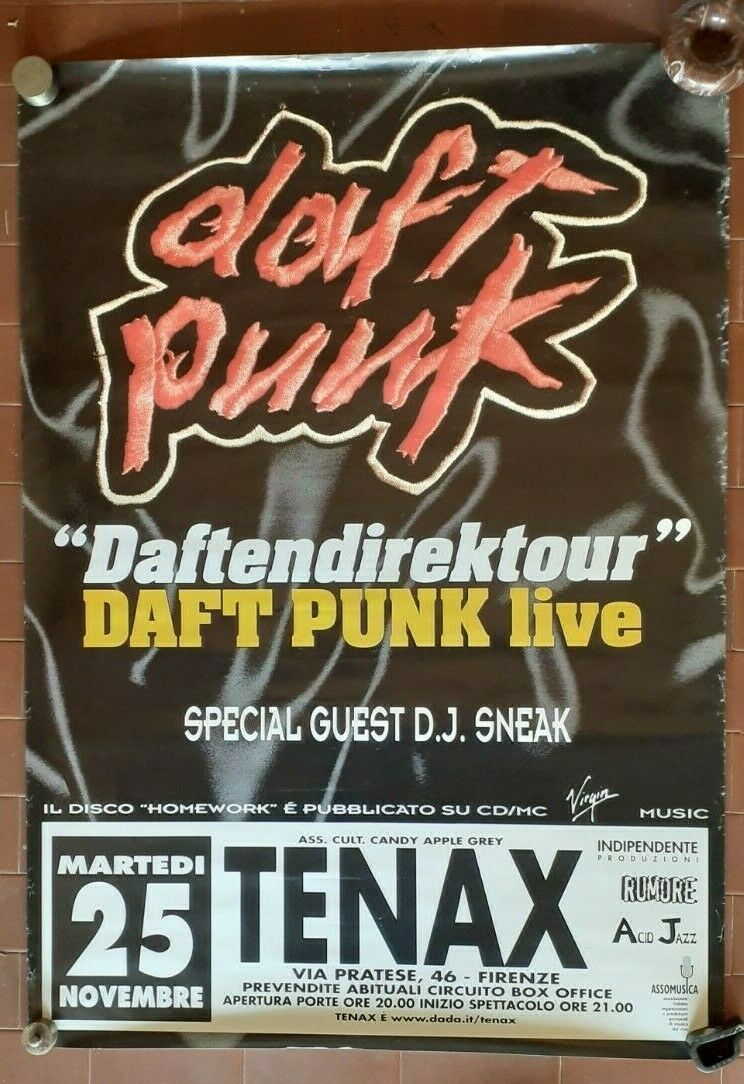 daft
punk
"Daftendirektour"
DAFT PUNK live
SPECIAL GUEST D.J. SNEAK
IL DISCO "HOMEWORK" É PUBBLICATO SU CD/MC Virgin MUSIC
MARTEDI
25
NOVEMBRE
ASS. CULT. CANDY APPLE GREY
TENAX
VIA PRATESE, 46 - FIRENZE
PREVENDITE ABITUALI CIRCUITO BOX OFFICE
APERTURA PORTE ORE 20.00 INIZIO SPETTACOLO ORE 21.00
TENAX E www.dada.it/tenax
INDIPENDENTE
PRODUZIONI
RUMORE
ACID JAZZ
ASSOMUSICA